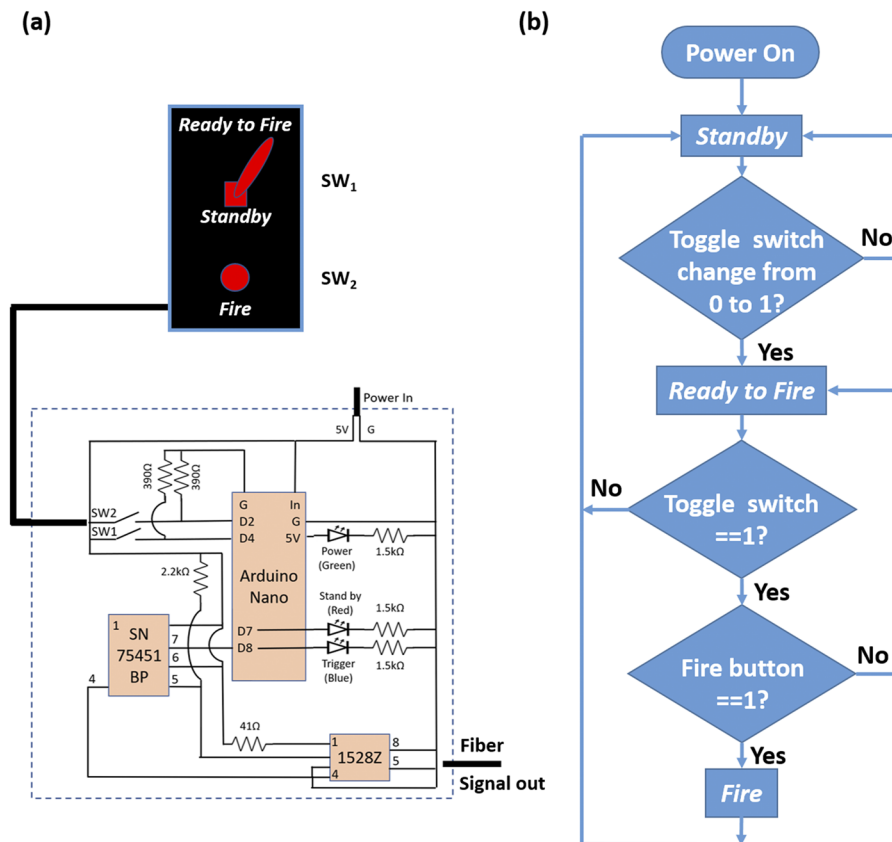 (a)
Ready to Fire
SW1
Standby
SW2
Fire
Power In
5V G
390Ω
390Ω
SW2
SW1
G
D2
D4
In
G
5V
Arduino
Nano
D7
D8
Power
(Green)
1.5kΩ
Stand by
(Red)
1.5kΩ
Trigger
(Blue)
1.5kΩ
2.2kΩ
1
SN
75451
BP
7
6
5
4
41Ω
1
1528Z
4
8
5
Fiber
Signal out
(b)
Power On
Standby
Toggle switch
change from
0 to 1?
No
Yes
Ready to Fire
No
Toggle switch
==1?
Yes
Fire button
==1?
No
Yes
Fire